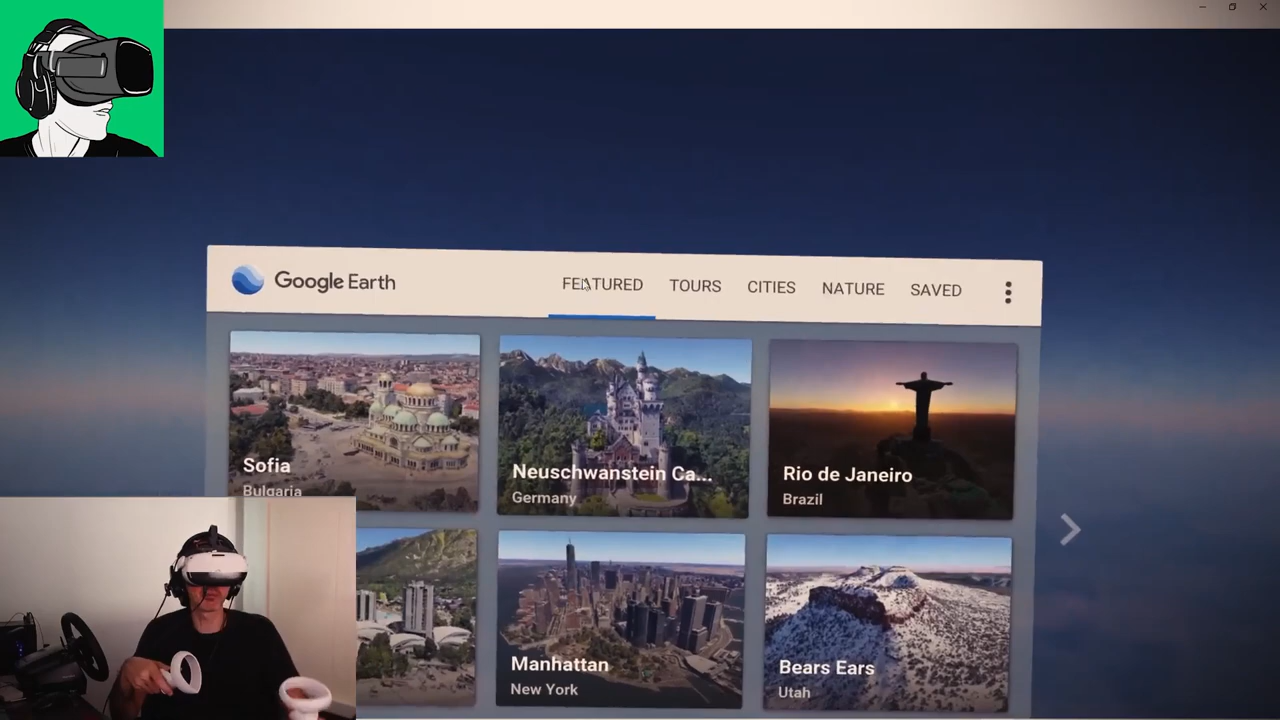 Google Earth
FEATURED TOURS CITIES NATURE SAVED
Sofia
Bulgaria
Neuschwanstein Ca...
Germany
Rio de Janeiro
Brazil
Manhattan
New York
Bears Ears
Utah